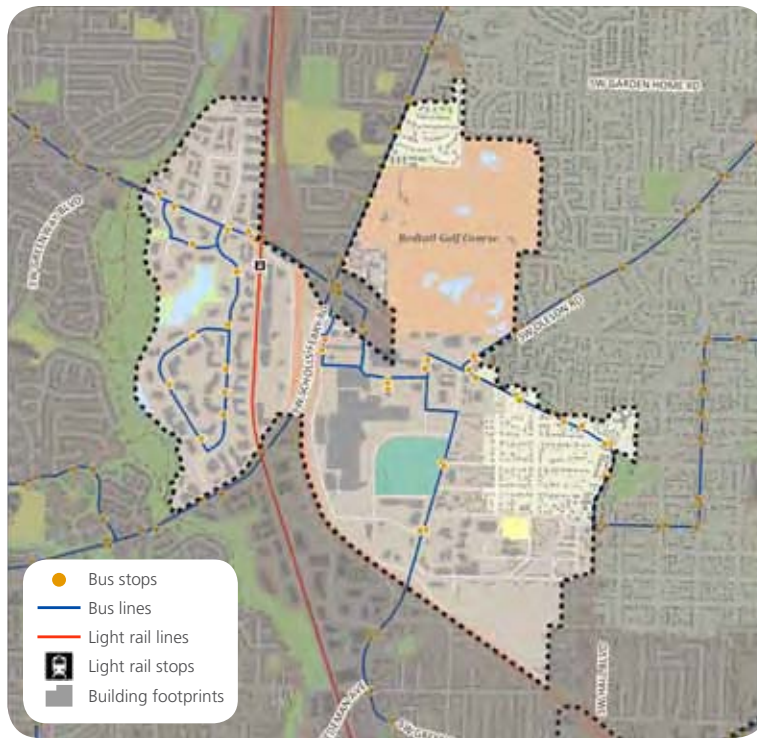 SW GARDEN HOME RD
SW GREENWAY BLVD
Redtail Golf Course
SW OLESON RD
SW SCHOLLS FERRY RD
Bus stops
Bus lines
Light rail lines
Light rail stops
Building footprints
SW HALL BLVD